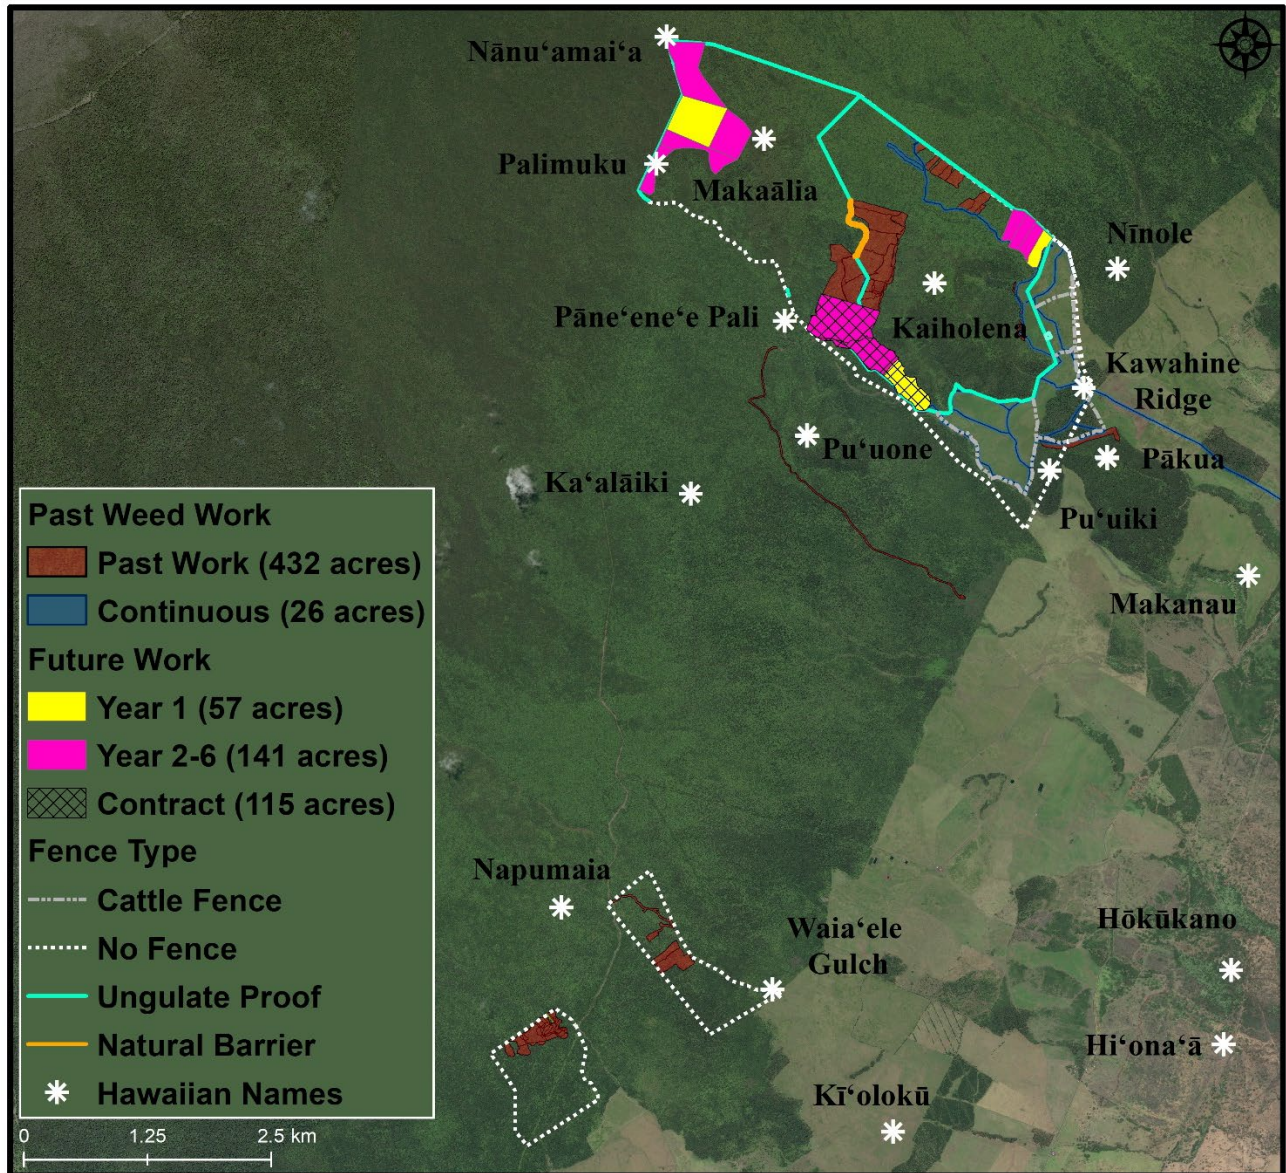 Nānu‘amai‘a
Palimuku
Makaālia
Nīnole
Pāne‘ene‘e Pali
Kaiholena
Kawahine
Ridge
Pu‘uone
Pākua
Ka‘alāiki
Pu‘uiki
Makanau
Past Weed Work
Past Work (432 acres)
Continuous (26 acres)
Future Work
Year 1 (57 acres)
Year 2-6 (141 acres)
Contract (115 acres)
Fence Type
Cattle Fence
No Fence
Ungulate Proof
Natural Barrier
Hawaiian Names
Napumaia
Waia‘ele
Gulch
Hōkūkano
Hi‘ona‘ā
Kī‘olokū
0 1.25 2.5 km